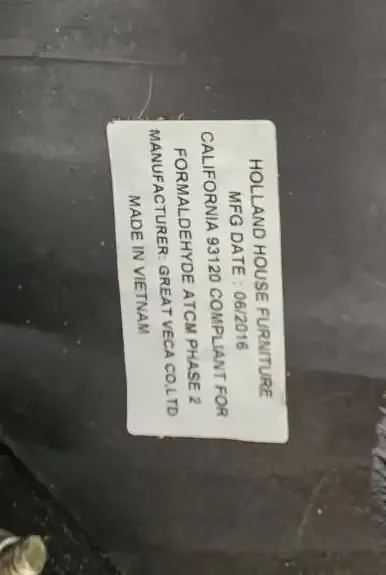 HOLLAND HOUSE FURNITURE
MFG DATE : 06/2016
CALIFORNIA 93120 COMPLIANT FOR
FORMALDEHYDE ATCM PHASE 2
MANUFACTURER: GREAT VECA CO,LTD
MADE IN VIETNAM